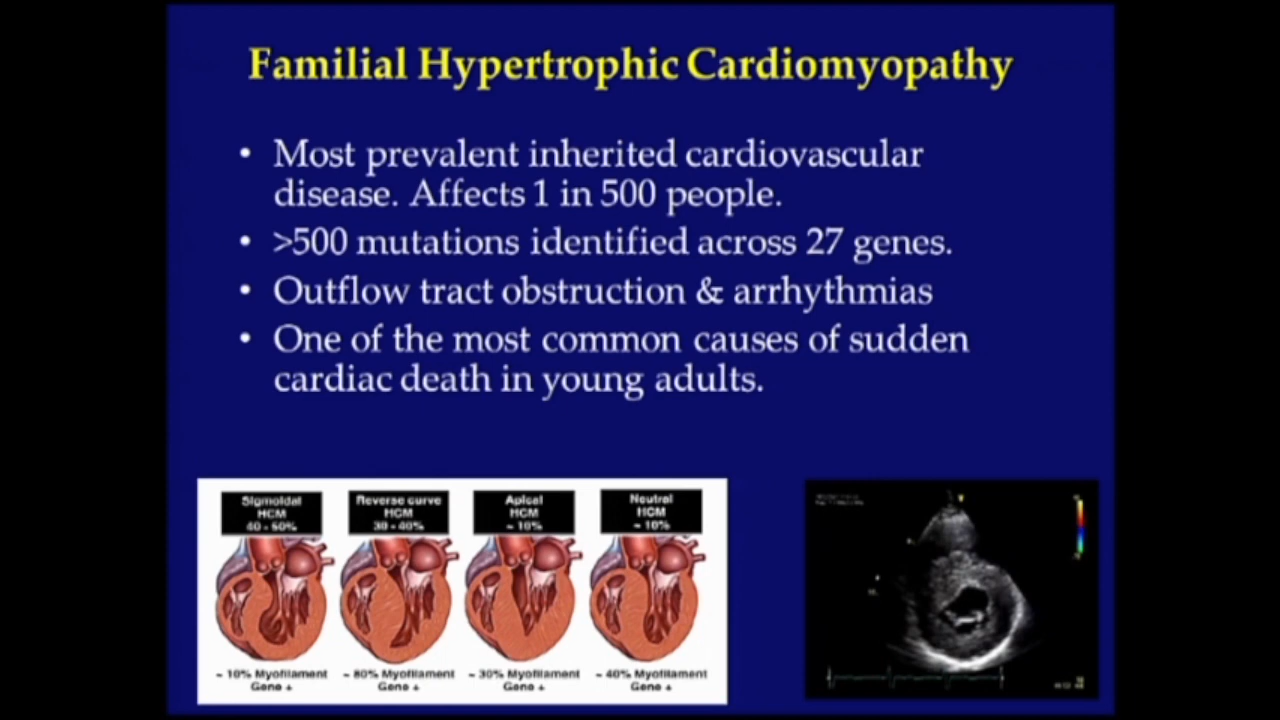 Familial Hypertrophic Cardiomyopathy
• Most prevalent inherited cardiovascular
disease. Affects 1 in 500 people.
• >500 mutations identified across 27 genes.
• Outflow tract obstruction & arrhythmias
• One of the most common causes of sudden
cardiac death in young adults.
Sigmoidal
HCM
40 - 50%
~ 10% Myofilament
Gene +
Reverse curve
HCM
30 - 40%
~ 80% Myofilament
Gene +
Apical
HCM
~ 10%
~ 30% Myofilament
Gene +
Neutral
HCM
~ 10%
~ 40% Myofilament
Gene +